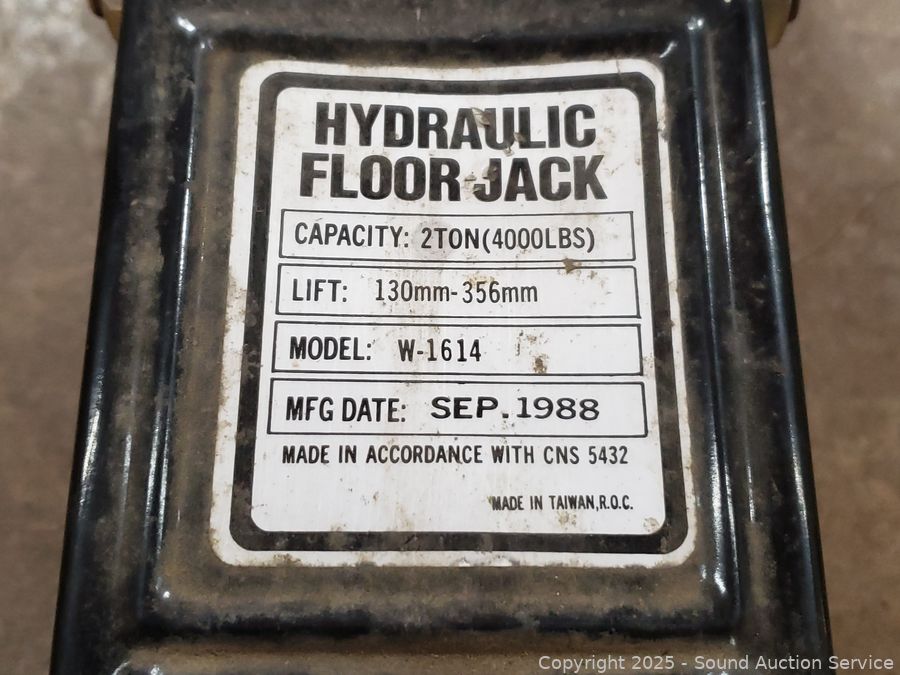 HYDRAULIC
FLOOR JACK
CAPACITY: 2TON(4000LBS)
LIFT: 130mm-356mm
MODEL: W-1614
MFG DATE: SEP.1988
MADE IN ACCORDANCE WITH CNS 5432
MADE IN TAIWAN,R.O.C.
Copyright © 2025 - Sound Auction Service